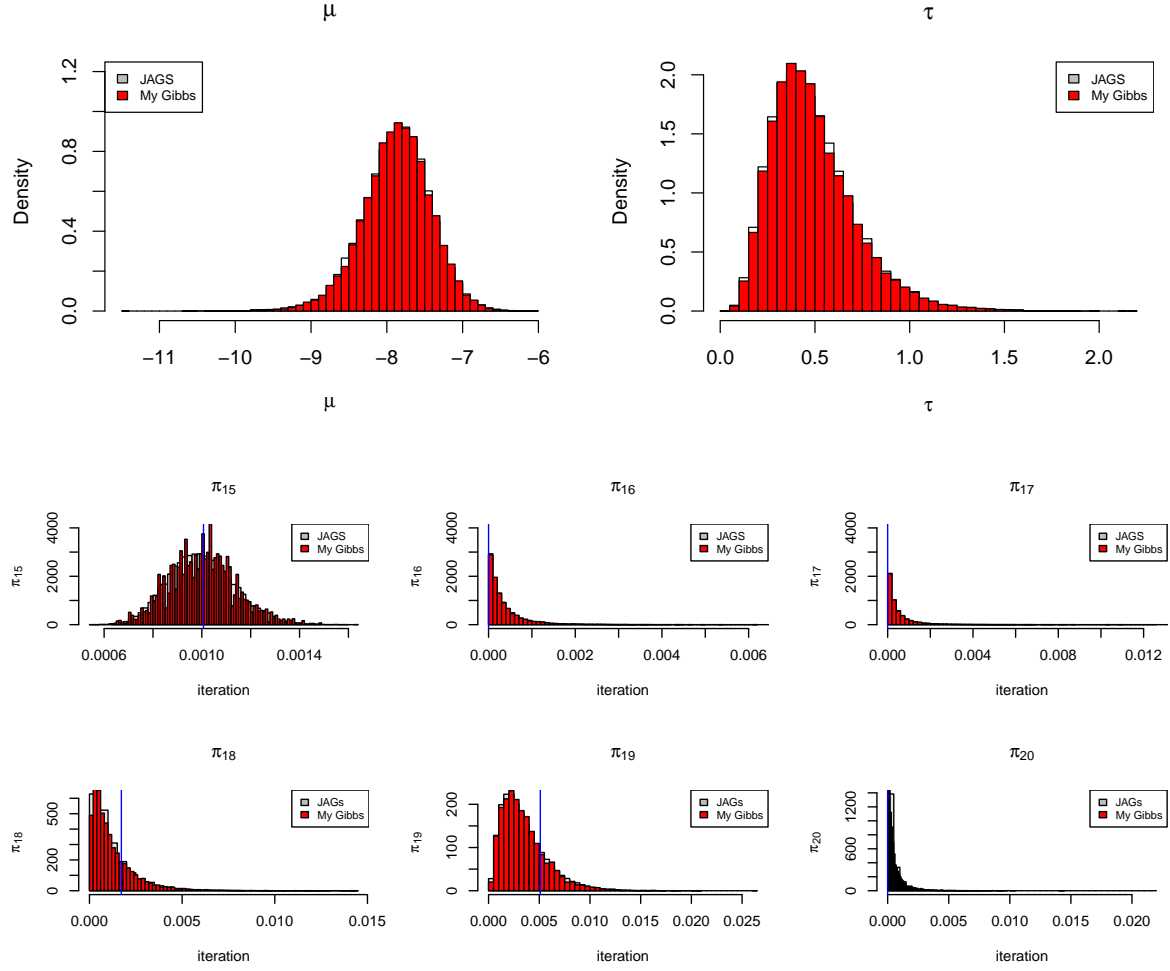 μ
τ
JAGS
My Gibbs
JAGS
My Gibbs
Density
0.0 0.4 0.8 1.2
−11 −10 −9 −8 −7 −6
μ
Density
0.0 0.5 1.0 1.5 2.0
0.0 0.5 1.0 1.5 2.0
τ
π15
π16
π17
JAGS
My Gibbs
JAGS
My Gibbs
JAGS
My Gibbs
π15
0 2000 4000
0.0006 0.0010 0.0014
iteration
π16
0 2000 4000
0.000 0.002 0.004 0.006
iteration
π17
0 2000 4000
0.000 0.004 0.008 0.012
iteration
π18
π19
π20
JAGs
My Gibbs
JAGs
My Gibbs
JAGs
My Gibbs
π18
0 200 500
0.000 0.005 0.010 0.015
iteration
π19
0 100 200
0.000 0.005 0.010 0.015 0.020 0.025
iteration
π20
0 600 1200
0.000 0.005 0.010 0.015 0.020
iteration